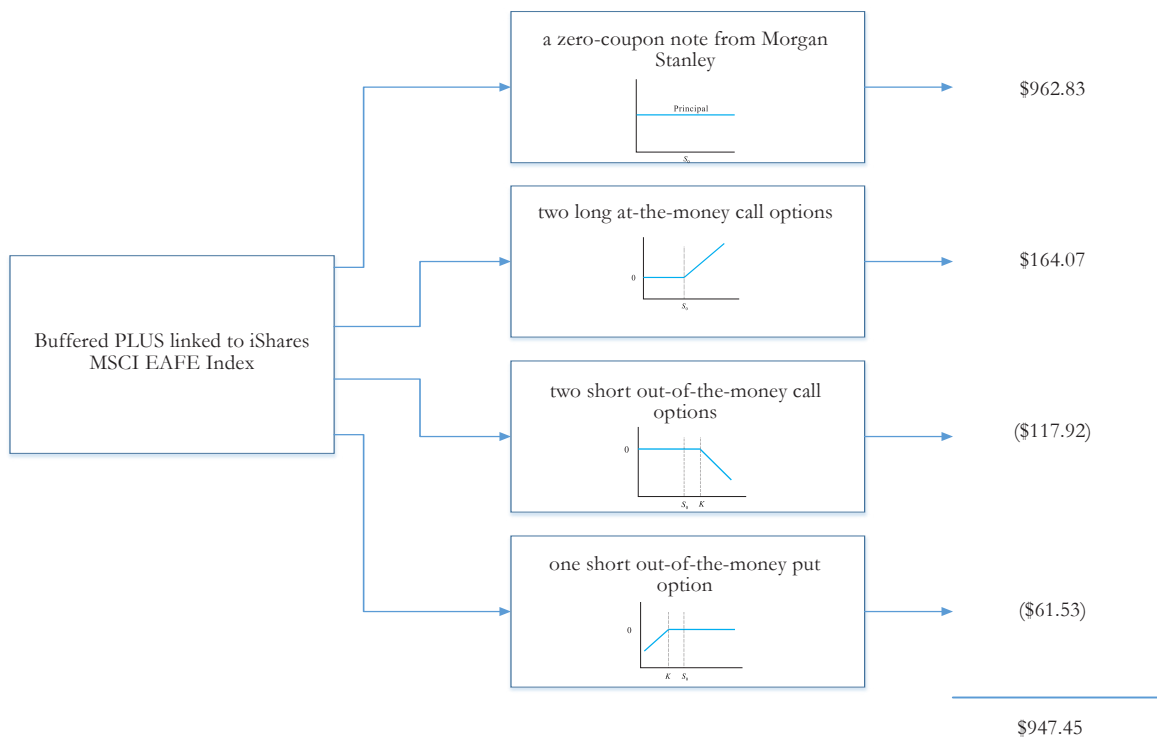 a zero-coupon note from Morgan
Stanley
Principal
S₀
$962.83
two long at-the-money call options
0
S₀
$164.07
Buffered PLUS linked to iShares
MSCI EAFE Index
two short out-of-the-money call
options
0
S₀ K
($117.92)
one short out-of-the-money put
option
0
K S₀
($61.53)
$947.45